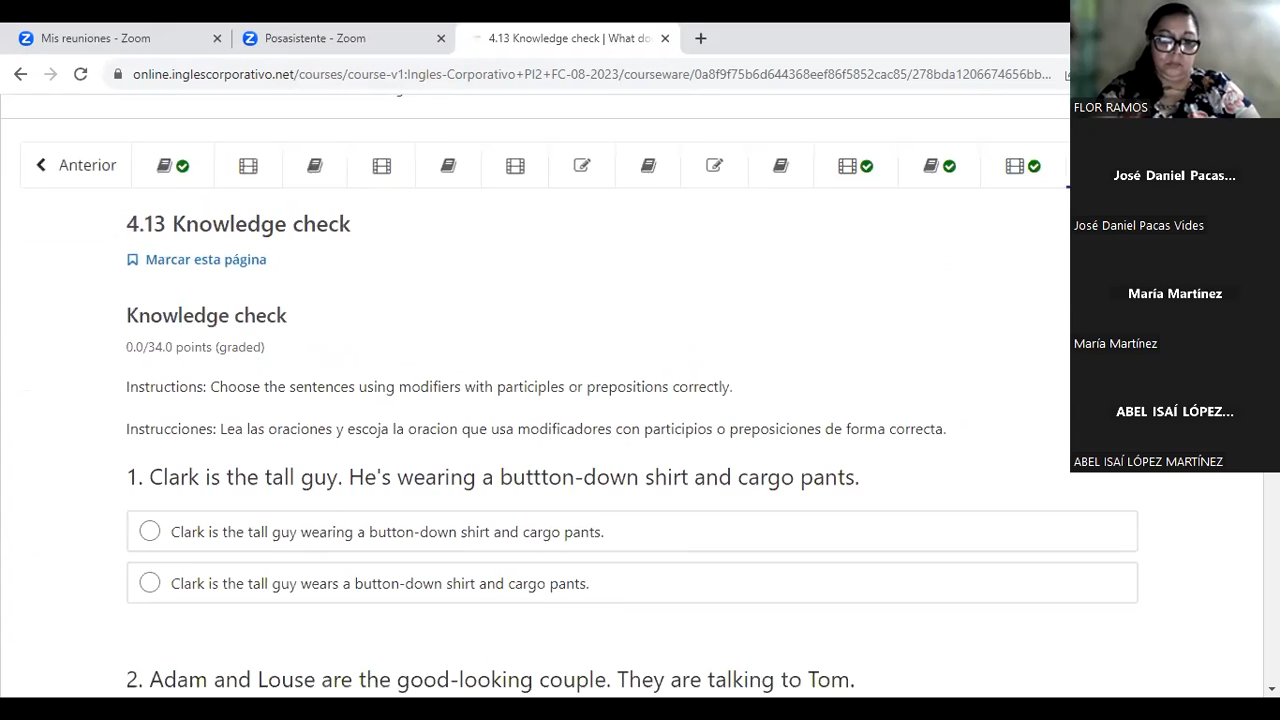 Mis reuniones - Zoom
Posasistente - Zoom
4.13 Knowledge check | What do
online.inglescorporativo.net/courses/course-v1:Ingles-Corporativo+PI2+FC-08-2023/courseware/0a8f9f75b6d644368eef86f5852cac85/278bda1206674656bb...
Anterior
4.13 Knowledge check
Marcar esta página
Knowledge check
0.0/34.0 points (graded)
Instructions: Choose the sentences using modifiers with participles or prepositions correctly.
Instrucciones: Lea las oraciones y escoja la oracion que usa modificadores con participios o preposiciones de forma correcta.
1. Clark is the tall guy. He's wearing a buttton-down shirt and cargo pants.
Clark is the tall guy wearing a button-down shirt and cargo pants.
Clark is the tall guy wears a button-down shirt and cargo pants.
2. Adam and Louse are the good-looking couple. They are talking to Tom.
FLOR RAMOS
José Daniel Pacas...
José Daniel Pacas Vides
María Martínez
María Martínez
ABEL ISAÍ LÓPEZ...
ABEL ISAÍ LÓPEZ MARTÍNEZ